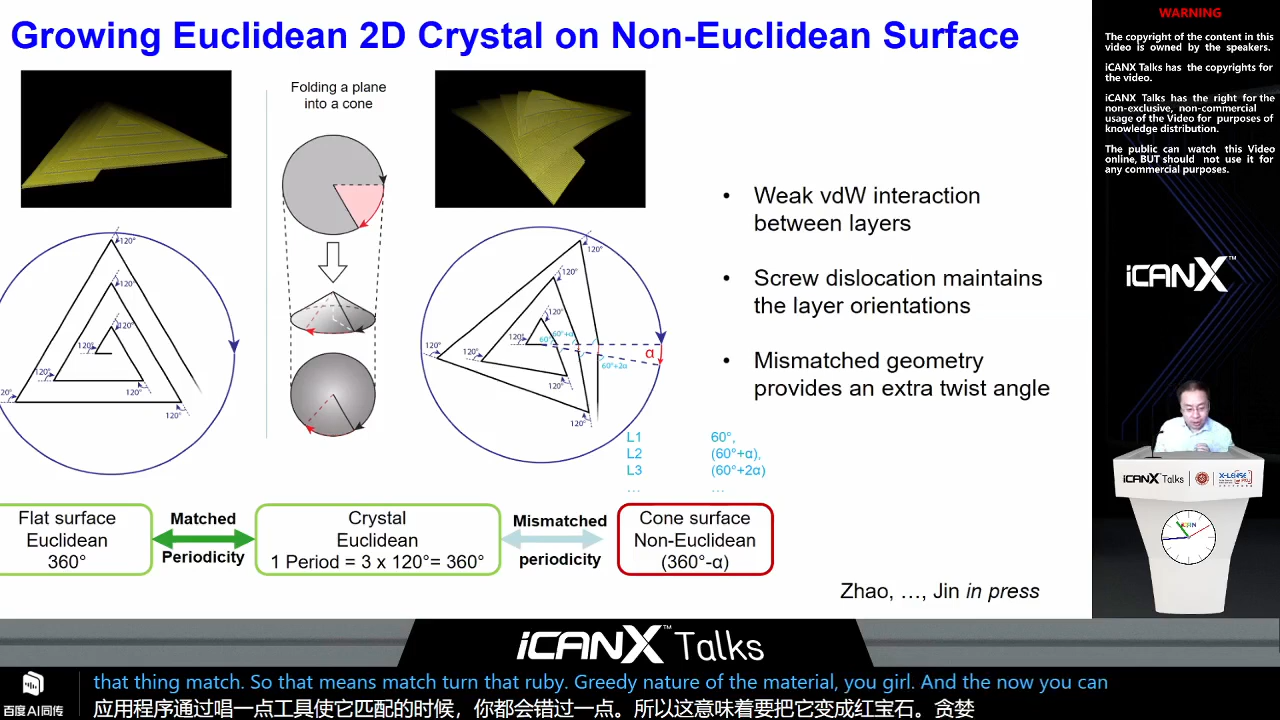 Growing Euclidean 2D Crystal on Non-Euclidean Surface
Folding a plane
into a cone
120°
120°
120°
120°
120°
120°
20°
120°
120°
120°
120°
120°
120°
120°
120°
120°
60°
60°+α
60°+2α
α
L1 60°,
L2 (60°+α),
L3 (60°+2α)
... ...
• Weak vdW interaction
between layers
• Screw dislocation maintains
the layer orientations
• Mismatched geometry
provides an extra twist angle
Flat surface
Euclidean
360°
Matched
Periodicity
Crystal
Euclidean
1 Period = 3 x 120°= 360°
Mismatched
periodicity
Cone surface
Non-Euclidean
(360°-α)
Zhao, …, Jin in press
WARNING
The copyright of the content in this
video is owned by the speakers.
iCANX Talks has the copyrights for
the video.
iCANX Talks has the right for the
non-exclusive, non-commercial
usage of the Video for purposes of
knowledge distribution.
The public can watch this Video
online, BUT should not use it for
any commercial purposes.
iCANX™
iCANX Talks
X-LENSE
iCANX™ Talks
that thing match. So that means match turn that ruby. Greedy nature of the material, you girl. And the now you can
应用程序通过唱一点工具使它匹配的时候，你都会错过一点。所以这意味着要把它变成红宝石。贪婪
百度AI同传